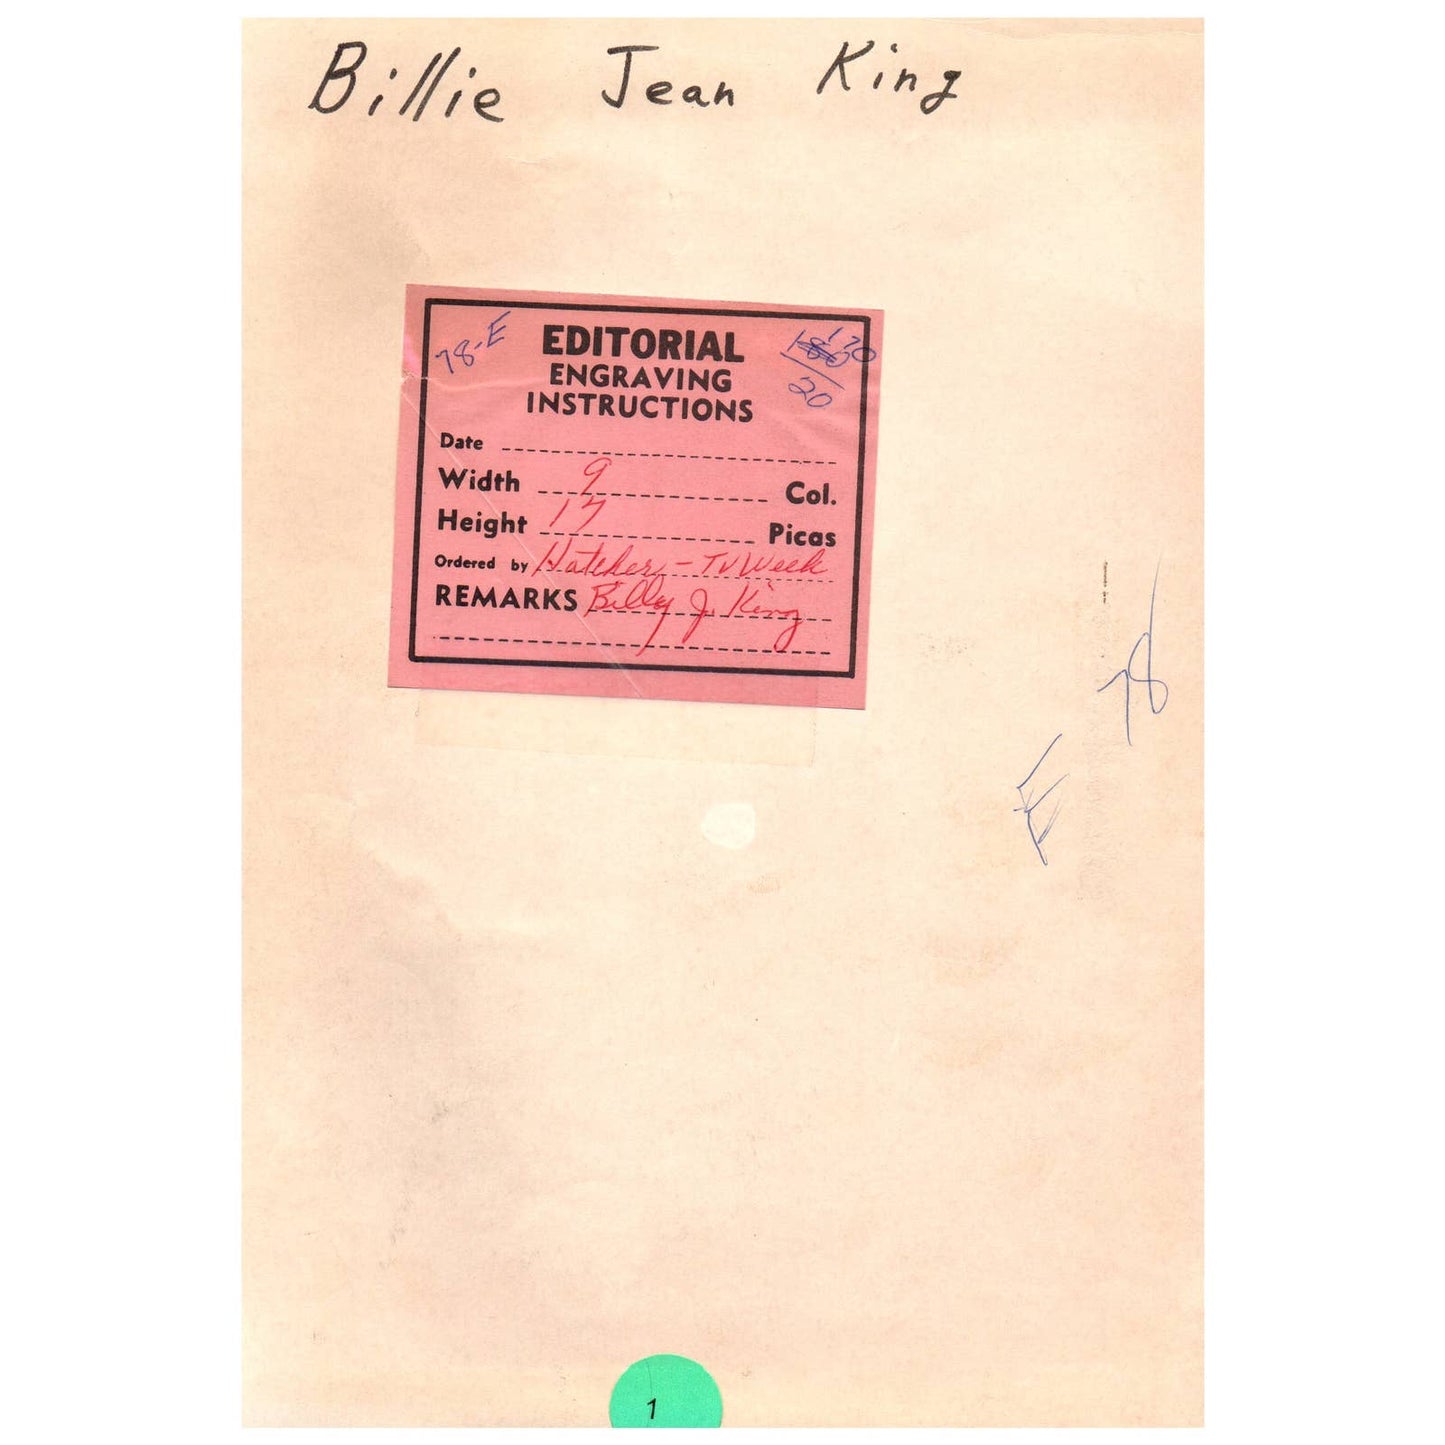 Billie Jean King
78-E
170
20
EDITORIAL
ENGRAVING
INSTRUCTIONS
Date
Width 9 Col.
Height 17 Picas
Ordered by Hatcher - TV Week
REMARKS Billy J. King
E 78
1